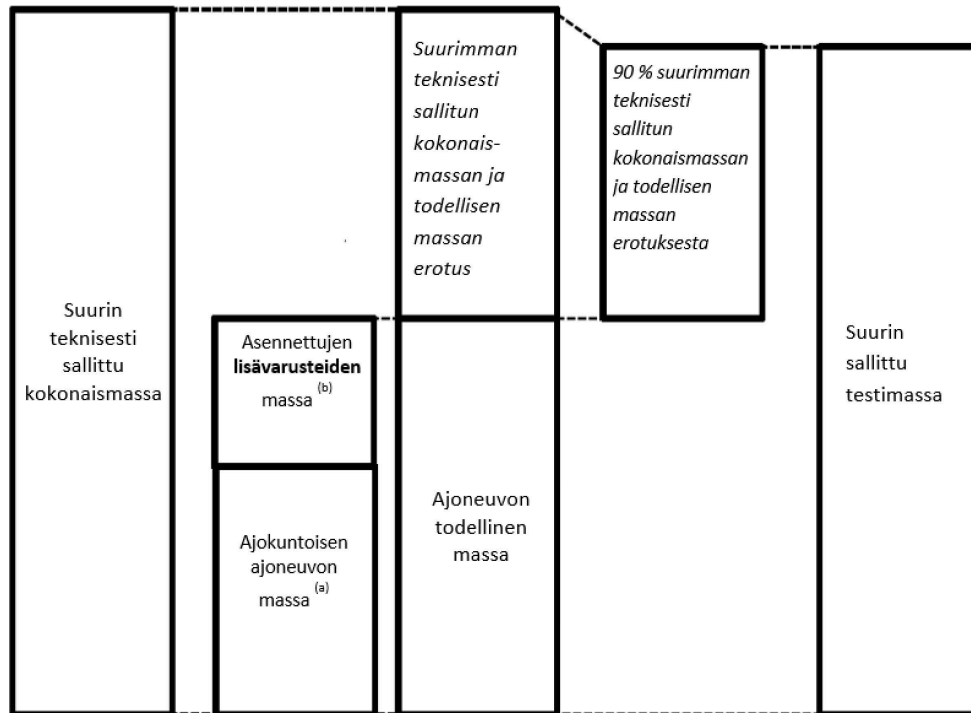 Suurin
teknisesti
sallittu
kokonaismassa
Asennettujen
lisävarusteiden
massa (b)
Ajokuntoisen
ajoneuvon
massa (a)
Suurimman
teknisesti
sallitun
kokonais-
massan ja
todellisen
massan
erotus
Ajoneuvon
todellinen
massa
90 % suurimman
teknisesti
sallitun
kokonaismassan
ja todellisen
massan
erotuksesta
Suurin
sallittu
testimassa